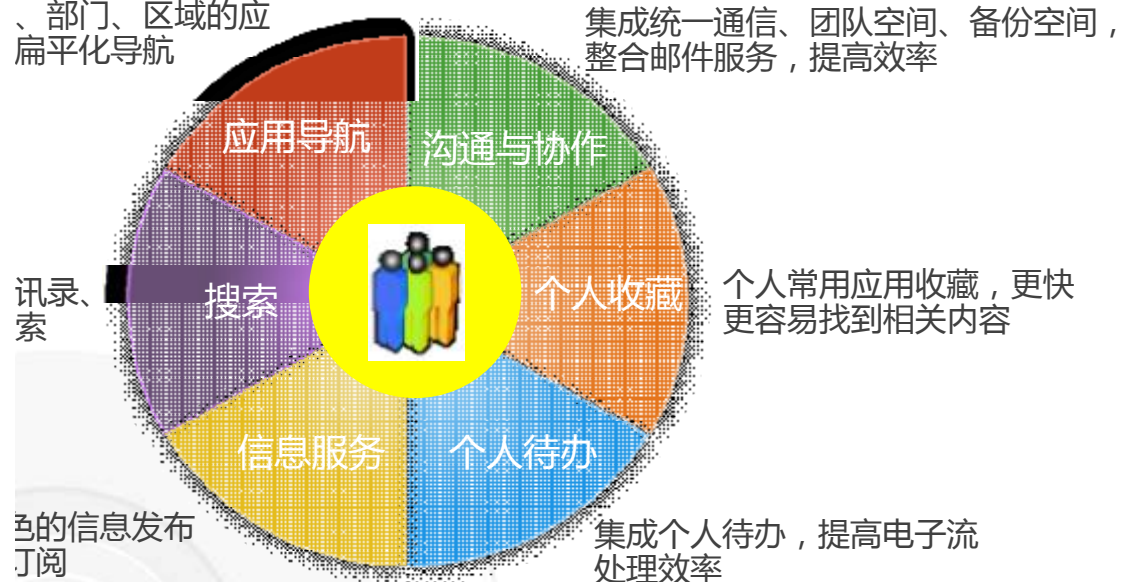 、部门、区域的应
扁平化导航
集成统一通信、团队空间、备份空间，
整合邮件服务，提高效率
应用导航
沟通与协作
讯录、
索
搜索
个人收藏
个人常用应用收藏，更快
更容易找到相关内容
信息服务
个人待办
色的信息发布
订阅
集成个人待办，提高电子流
处理效率